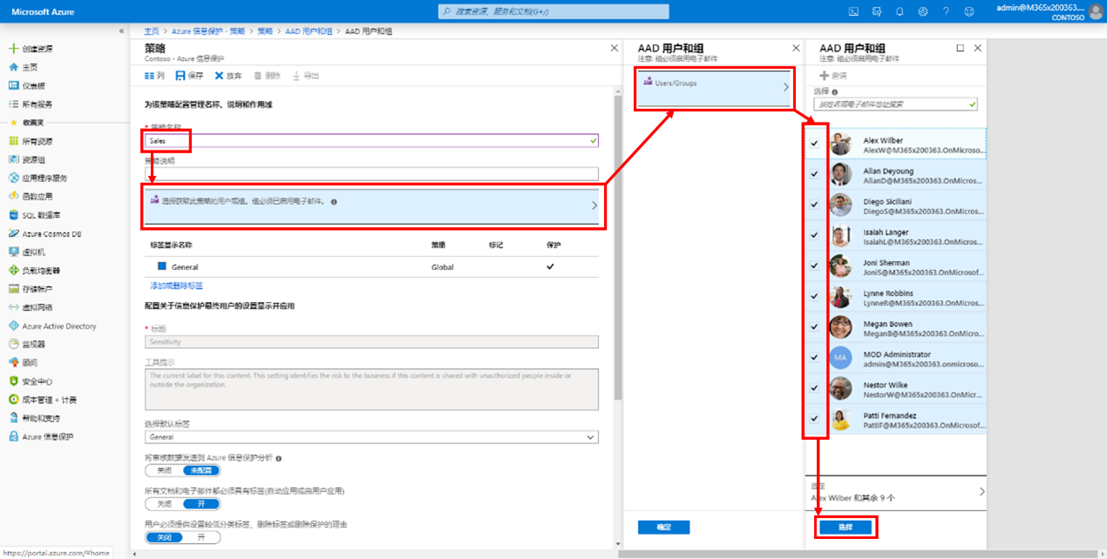 Microsoft Azure
搜索资源、服务和文档(G+/)
admin@M365x200363....
CONTOSO
创建资源
主页
仪表板
所有服务
收藏夹
所有资源
资源组
应用程序服务
函数应用
SQL 数据库
Azure Cosmos DB
虚拟机
负载均衡器
存储帐户
虚拟网络
Azure Active Directory
监视器
顾问
安全中心
成本管理 + 计费
帮助和支持
Azure 信息保护
https://portal.azure.com/#home
主页 > Azure 信息保护 - 策略 > 策略 > AAD 用户和组 > AAD 用户和组
策略
Contoso - Azure 信息保护
列 保存 放弃 删除 导出
为该策略配置管理名称、说明和作用域
* 策略名称
Sales
策略说明
选择获取此策略的用户或组。组必须已启用电子邮件。
标签显示名称 策略 标记 保护
General Global
添加或删除标签
配置关于信息保护最终用户的设置显示并应用
* 标题
Sensitivity
工具提示
The current label for this content. This setting identifies the risk to the business if this content is shared with unauthorized people inside or
outside the organization.
选择默认标签
General
将审核数据发送到 Azure 信息保护分析
关闭 未配置
所有文档和电子邮件都必须具有标签(自动应用或由用户应用)
关闭 开
用户必须提供设置较低分类标签、删除标签或删除保护的理由
关闭 开
AAD 用户和组
注意: 组必须启用电子邮件
Users/Groups
确定
AAD 用户和组
注意: 组必须启用电子邮件
邀请
选择
按姓名或电子邮件地址搜索
Alex Wilber
AlexW@M365x200363.OnMicroso...
Allan Deyoung
AllanD@M365x200363.OnMicros...
Diego Siciliani
DiegoS@M365x200363.OnMicros...
Isaiah Langer
IsaiahL@M365x200363.OnMicros...
Joni Sherman
JoniS@M365x200363.OnMicrosof...
Lynne Robbins
LynneR@M365x200363.OnMicros...
Megan Bowen
MeganB@M365x200363.OnMicro...
MA
MOD Administrator
admin@M365x200363.onmicros...
Nestor Wilke
NestorW@M365x200363.OnMicr...
Patti Fernandez
PattiF@M365x200363.OnMicros...
Alex Wilber 和其余 9 个
选择